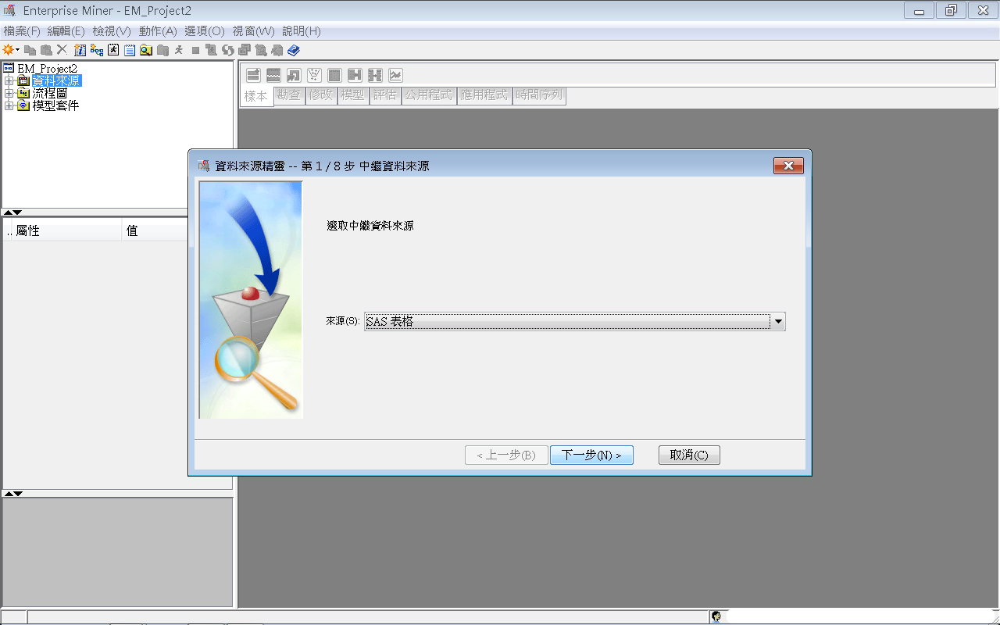 Enterprise Miner - EM_Project2
檔案(F) 編輯(E) 檢視(V) 動作(A) 選項(O) 視窗(W) 說明(H)
EM_Project2
資料來源
流程圖
模型套件
樣本 勘查 修改 模型 評估 公用程式 應用程式 時間序列
.. 屬性 值
資料來源精靈 -- 第 1 / 8 步 中繼資料來源
選取中繼資料來源
來源(S): SAS 表格
< 上一步(B) 下一步(N) > 取消(C)